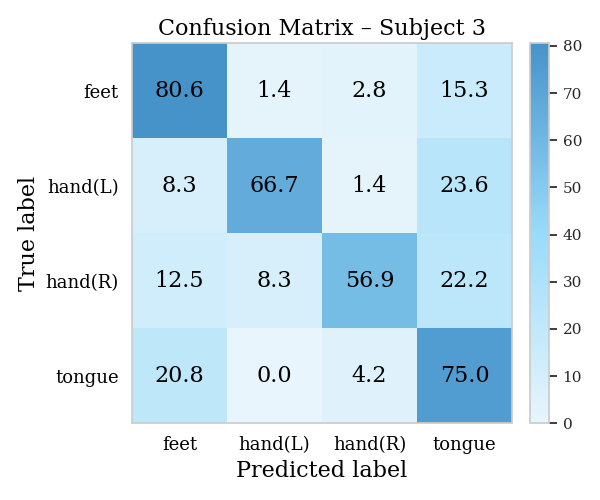 Confusion Matrix – Subject 3
True label
feet 80.6 1.4 2.8 15.3
hand(L) 8.3 66.7 1.4 23.6
hand(R) 12.5 8.3 56.9 22.2
tongue 20.8 0.0 4.2 75.0
feet hand(L) hand(R) tongue
Predicted label
80
70
60
50
40
30
20
10
0